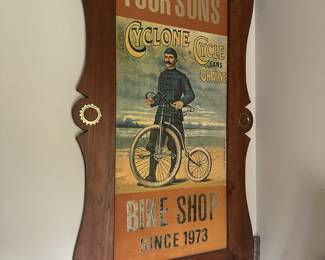 FOUR SONS
CYCLONE
CYCLE
SANS
CHAINE
BIKE SHOP
SINCE 1973